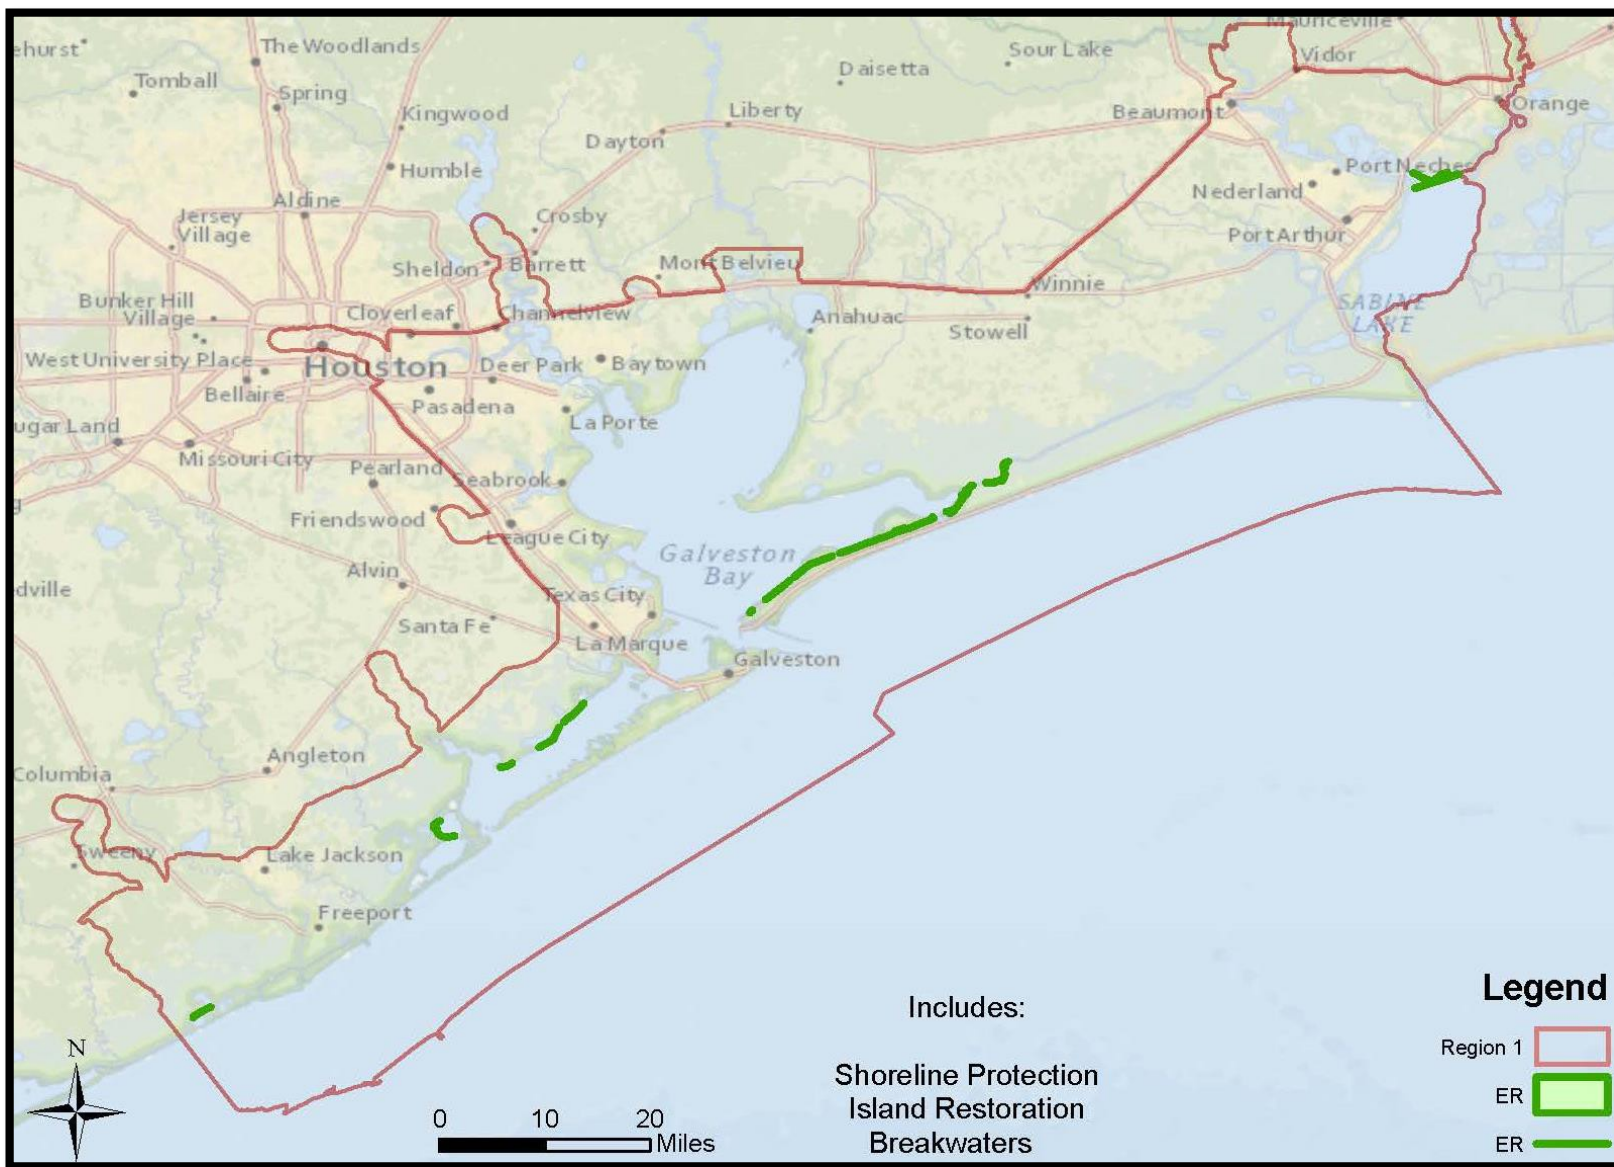 ehurst
The Woodlands
Tomball
Spring
Kingwood
Humble
Aldine
Jersey
Village
Crosby
Sheldon
Barrett
Mont Belvieu
Dayton
Liberty
Daisetta
Sour Lake
Mauriceville
Vidor
Beaumont
Orange
Port Neches
Nederland
Port Arthur
Winnie
Stowell
Anahuac
SABINE
LAKE
Bunker Hill
Village
Cloverleaf
Channelview
West University Place
Houston
Deer Park
Baytown
Bellaire
Pasadena
La Porte
ugar Land
Missouri City
Pearland
Seabrook
Friendswood
League City
Galveston
Bay
Alvin
dville
Texas City
Santa Fe
La Marque
Galveston
Angleton
Columbia
Sweeny
Lake Jackson
Freeport
N
0 10 20
Miles
Includes:
Shoreline Protection
Island Restoration
Breakwaters
Legend
Region 1
ER
ER